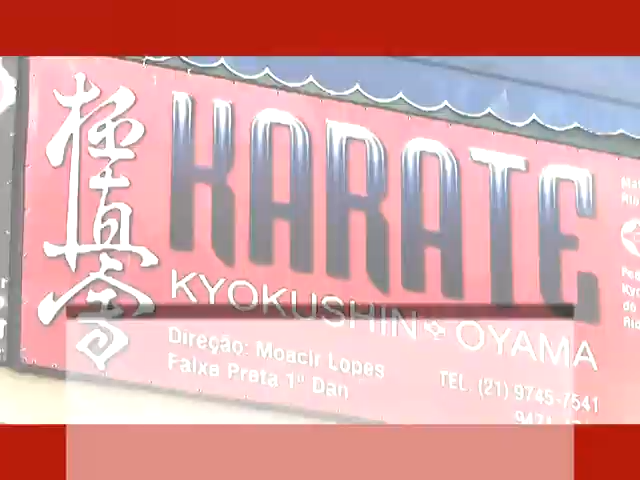 極真会
KARATE
KYOKUSHIN OYAMA
Direção: Moacir Lopes
Faixa Preta 1º Dan
TEL. (21) 9745-7541